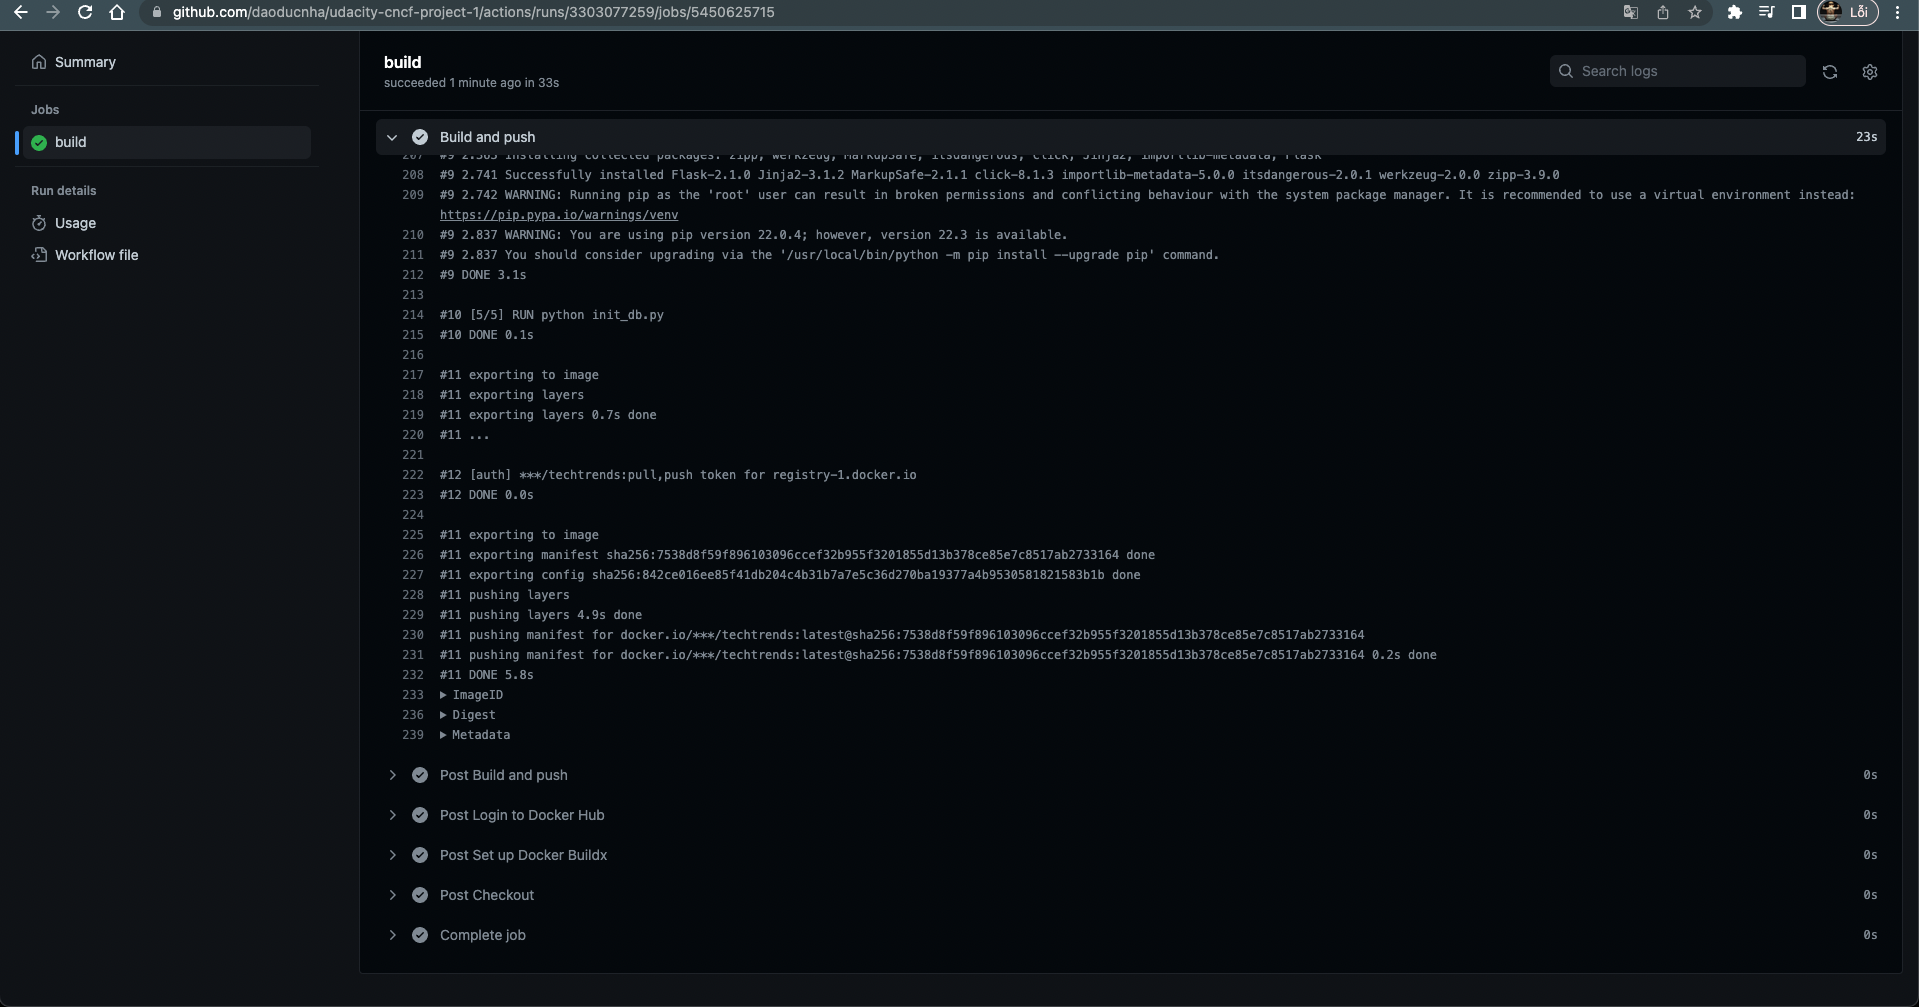 github.com/daoducnha/udacity-cncf-project-1/actions/runs/3303077259/jobs/5450625715
Lỗi
Summary
Jobs
build
Run details
Usage
Workflow file
build
succeeded 1 minute ago in 33s
Search logs
Build and push
23s
207 #9 2.363 Installing collected packages: zipp, werkzeug, MarkupSafe, itsdangerous, click, Jinja2, importlib-metadata, Flask
208 #9 2.741 Successfully installed Flask-2.1.0 Jinja2-3.1.2 MarkupSafe-2.1.1 click-8.1.3 importlib-metadata-5.0.0 itsdangerous-2.0.1 werkzeug-2.0.0 zipp-3.9.0
209 #9 2.742 WARNING: Running pip as the 'root' user can result in broken permissions and conflicting behaviour with the system package manager. It is recommended to use a virtual environment instead:
https://pip.pypa.io/warnings/venv
210 #9 2.837 WARNING: You are using pip version 22.0.4; however, version 22.3 is available.
211 #9 2.837 You should consider upgrading via the '/usr/local/bin/python -m pip install --upgrade pip' command.
212 #9 DONE 3.1s
213
214 #10 [5/5] RUN python init_db.py
215 #10 DONE 0.1s
216
217 #11 exporting to image
218 #11 exporting layers
219 #11 exporting layers 0.7s done
220 #11 ...
221
222 #12 [auth] ***/techtrends:pull,push token for registry-1.docker.io
223 #12 DONE 0.0s
224
225 #11 exporting to image
226 #11 exporting manifest sha256:7538d8f59f896103096ccef32b955f3201855d13b378ce85e7c8517ab2733164 done
227 #11 exporting config sha256:842ce016ee85f41db204c4b31b7a7e5c36d270ba19377a4b9530581821583b1b done
228 #11 pushing layers
229 #11 pushing layers 4.9s done
230 #11 pushing manifest for docker.io/***/techtrends:latest@sha256:7538d8f59f896103096ccef32b955f3201855d13b378ce85e7c8517ab2733164
231 #11 pushing manifest for docker.io/***/techtrends:latest@sha256:7538d8f59f896103096ccef32b955f3201855d13b378ce85e7c8517ab2733164 0.2s done
232 #11 DONE 5.8s
233 ▶ ImageID
236 ▶ Digest
239 ▶ Metadata
Post Build and push
0s
Post Login to Docker Hub
0s
Post Set up Docker Buildx
0s
Post Checkout
0s
Complete job
0s